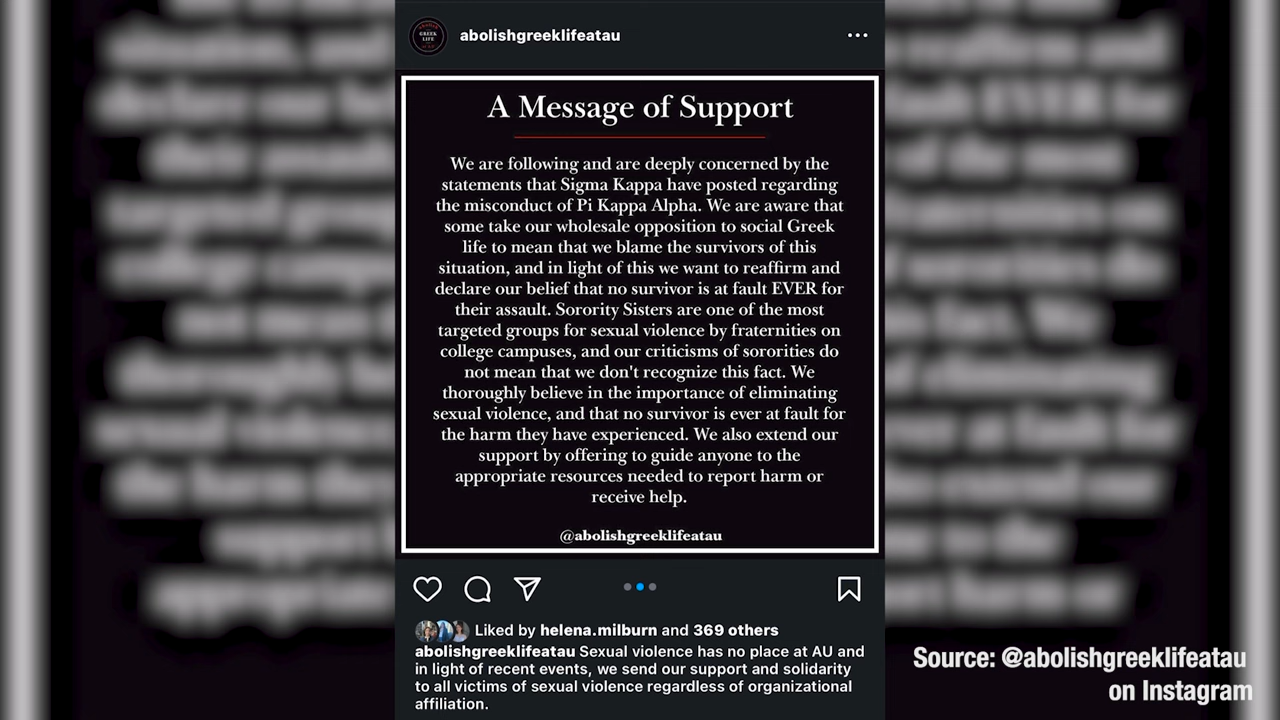 abolishgreeklifeatau
A Message of Support
We are following and are deeply concerned by the
statements that Sigma Kappa have posted regarding
the misconduct of Pi Kappa Alpha. We are aware that
some take our wholesale opposition to social Greek
life to mean that we blame the survivors of this
situation, and in light of this we want to reaffirm and
declare our belief that no survivor is at fault EVER for
their assault. Sorority Sisters are one of the most
targeted groups for sexual violence by fraternities on
college campuses, and our criticisms of sororities do
not mean that we don't recognize this fact. We
thoroughly believe in the importance of eliminating
sexual violence, and that no survivor is ever at fault for
the harm they have experienced. We also extend our
support by offering to guide anyone to the
appropriate resources needed to report harm or
receive help.
@abolishgreeklifeatau
Liked by helena.milburn and 369 others
abolishgreeklifeatau Sexual violence has no place at AU and
in light of recent events, we send our support and solidarity
to all victims of sexual violence regardless of organizational
affiliation.
Source: @abolishgreeklifeatau
on Instagram